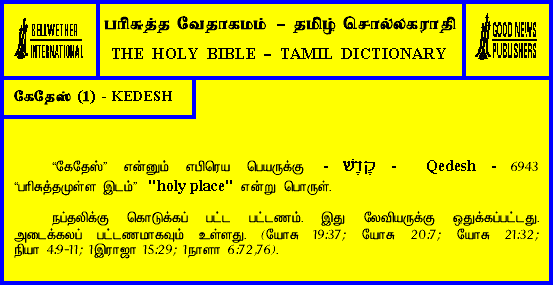 BELLWETHER
INTERNATIONAL
பரிசுத்த வேதாகமம் – தமிழ் சொல்லகராதி
THE HOLY BIBLE – TAMIL DICTIONARY
GOOD NEWS
PUBLISHERS
கேதேஸ் (1) - KEDESH
“கேதேஸ்” என்னும் எபிரெய பெயருக்கு - קָדֶשׁ - Qedesh - 6943
“பரிசுத்தமுள்ள இடம்” "holy place" என்று பொருள்.
நப்தலிக்கு கொடுக்கப் பட்ட பட்டணம். இது லேவியருக்கு ஒதுக்கப்பட்டது.
அடைக்கலப் பட்டணமாகவும் உள்ளது. (யோசு 19:37; யோசு 20:7; யோசு 21:32;
நியா 4:9-11; 1இராஜா 15:29; 1நாளா 6:72,76).